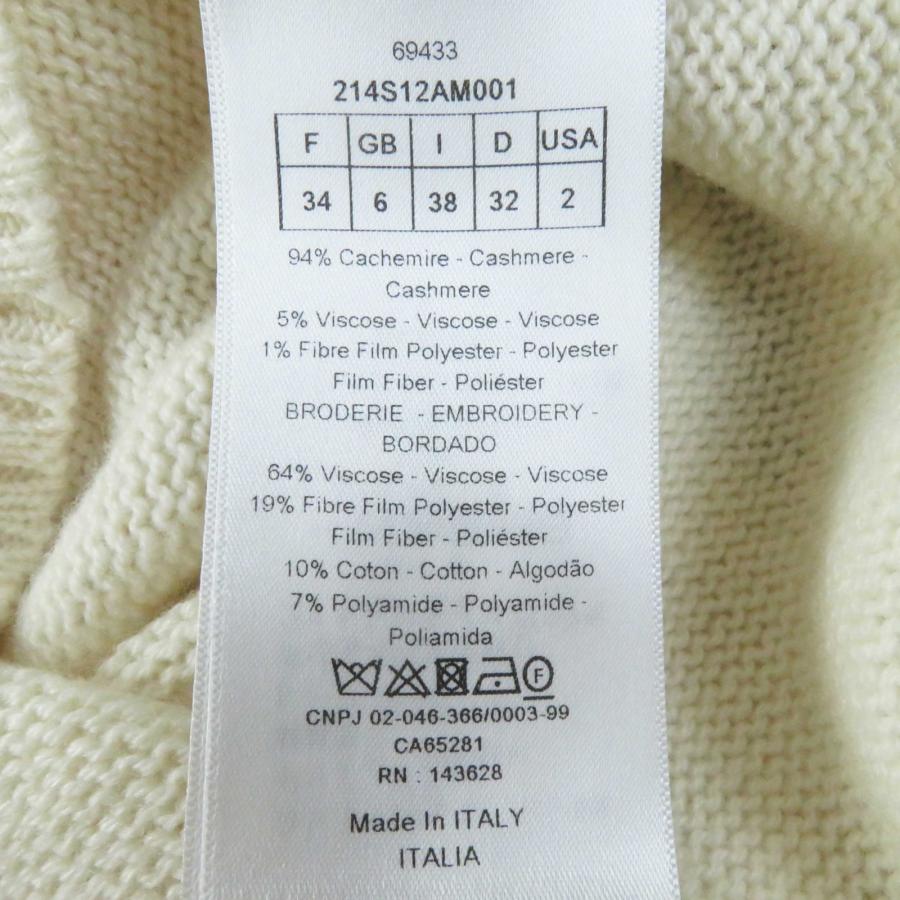 69433
214S12AM001
F GB I D USA
34 6 38 32 2
94% Cachemire - Cashmere -
Cashmere
5% Viscose - Viscose - Viscose
1% Fibre Film Polyester - Polyester
Film Fiber - Poliéster
BRODERIE - EMBROIDERY -
BORDADO
64% Viscose - Viscose - Viscose
19% Fibre Film Polyester - Polyester
Film Fiber - Poliéster
10% Coton - Cotton - Algodão
7% Polyamide - Polyamide -
Poliamida
F
CNPJ 02-046-366/0003-99
CA65281
RN : 143628
Made In ITALY
ITALIA